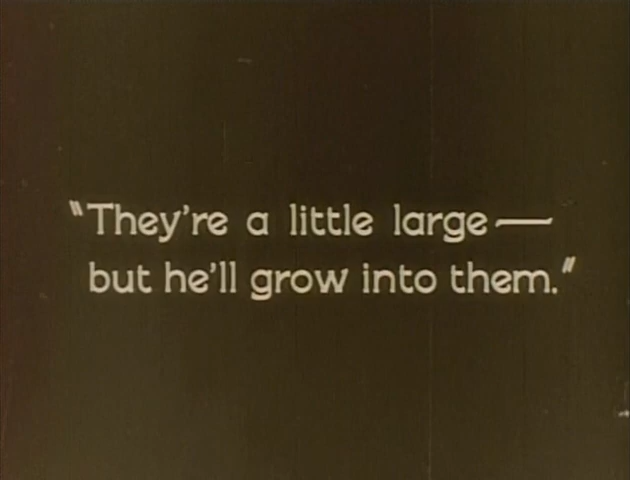 "They're a little large—
but he'll grow into them."